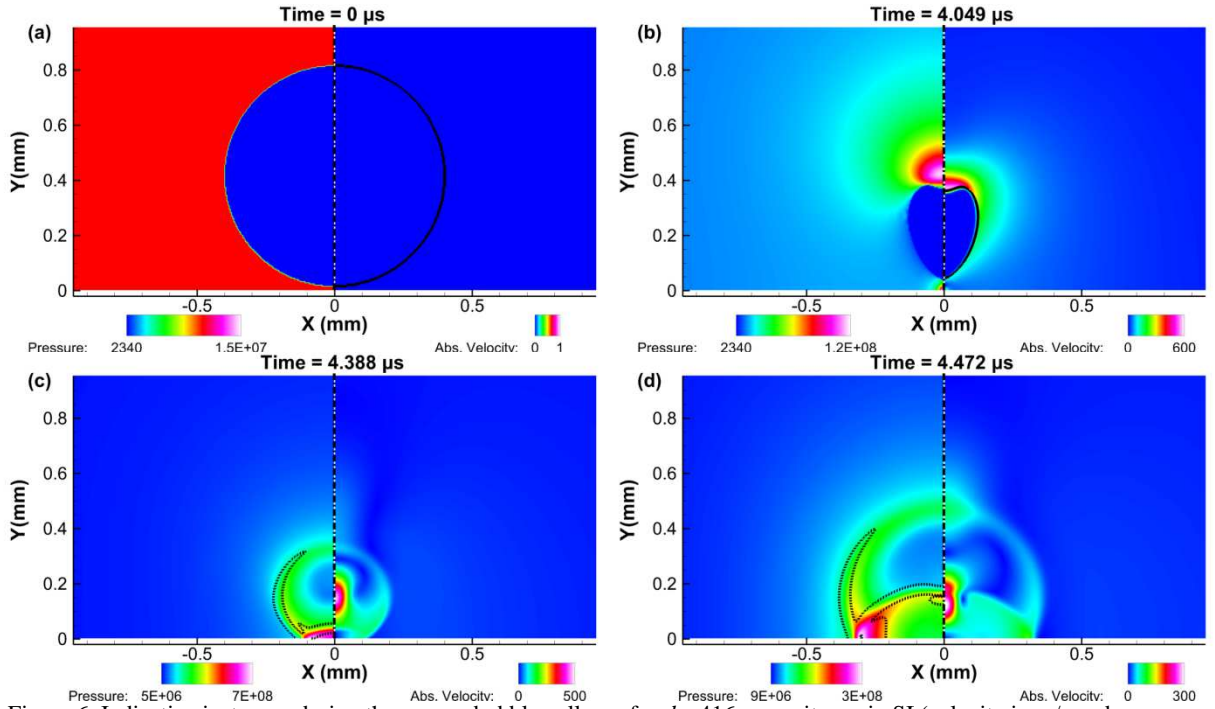 Time = 0 µs
(a)
0.8
0.6
0.4
0.2
0
Y(mm)
-0.5
0
0.5
X (mm)
Pressure: 2340 1.5E+07
Abs. Velocity: 0 1
Time = 4.049 µs
(b)
0.8
0.6
0.4
0.2
0
Y(mm)
-0.5
0
0.5
X (mm)
Pressure: 2340 1.2E+08
Abs. Velocity: 0 600
Time = 4.388 µs
(c)
0.8
0.6
0.4
0.2
0
Y(mm)
-0.5
0
0.5
X (mm)
Pressure: 5E+06 7E+08
Abs. Velocity: 0 500
Time = 4.472 µs
(d)
0.8
0.6
0.4
0.2
0
Y(mm)
-0.5
0
0.5
X (mm)
Pressure: 9E+06 3E+08
Abs. Velocity: 0 300